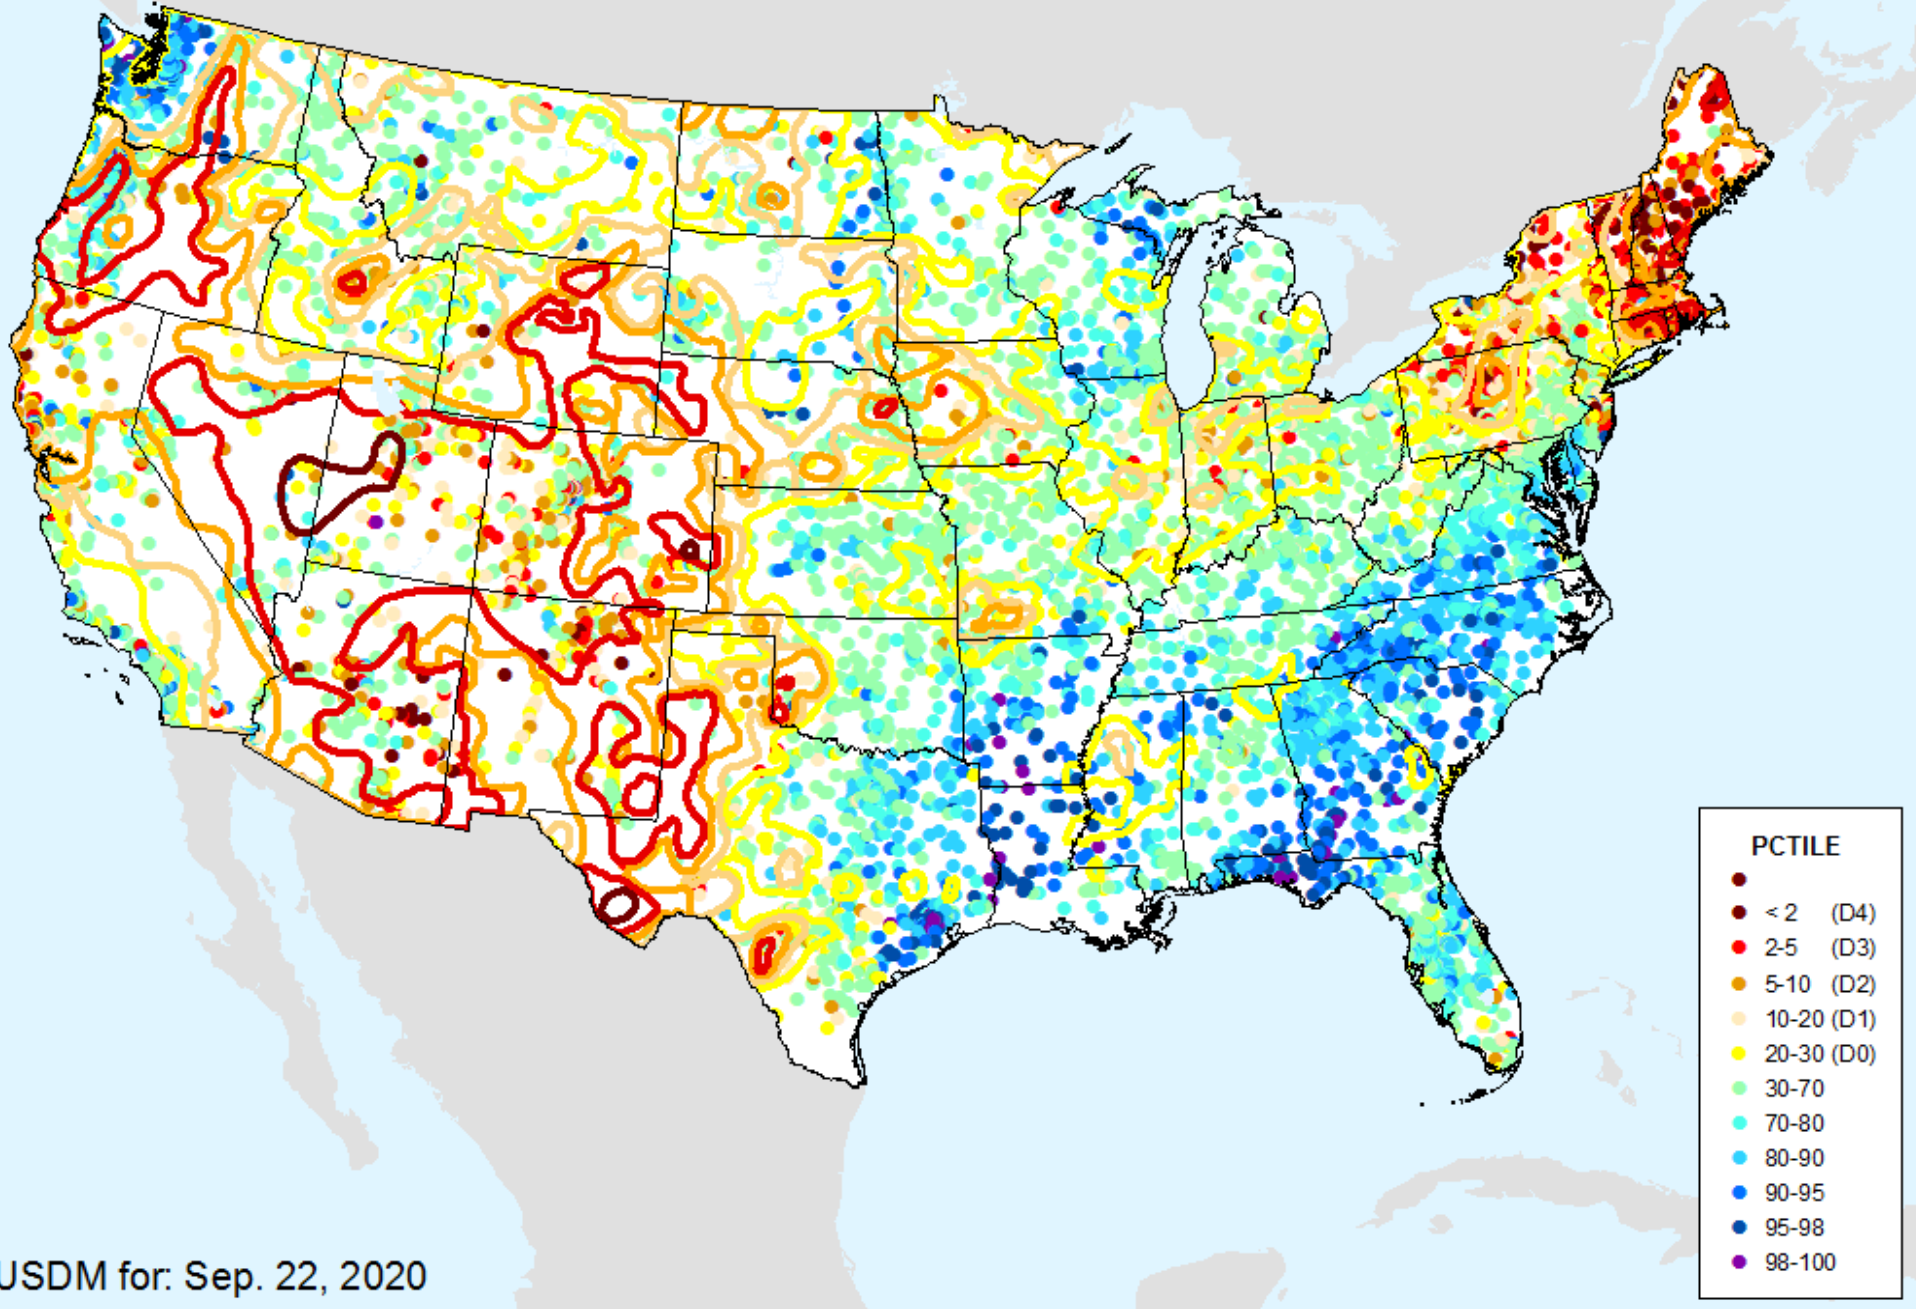 PCTILE
< 2 (D4)
2-5 (D3)
5-10 (D2)
10-20 (D1)
20-30 (D0)
30-70
70-80
80-90
90-95
95-98
98-100
USDM for: Sep. 22, 2020